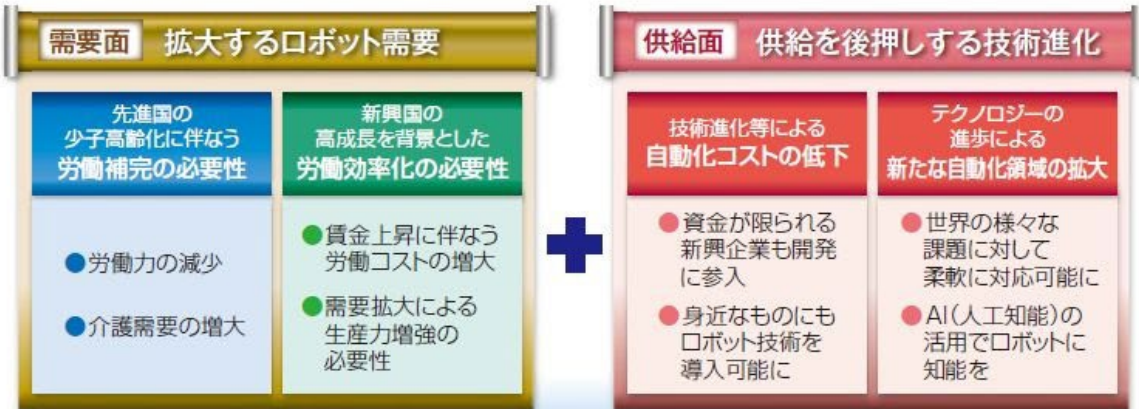 需要面 拡大するロボット需要
先進国の
少子高齢化に伴なう
労働補完の必要性
●労働力の減少
●介護需要の増大
新興国の
高成長を背景とした
労働効率化の必要性
●賃金上昇に伴なう
労働コストの増大
●需要拡大による
生産力増強の
必要性
供給面 供給を後押しする技術進化
技術進化等による
自動化コストの低下
●資金が限られる
新興企業も開発
に参入
●身近なものにも
ロボット技術を
導入可能に
テクノロジーの
進歩による
新たな自動化領域の拡大
●世界の様々な
課題に対して
柔軟に対応可能に
●AI(人工知能)の
活用でロボットに
知能を